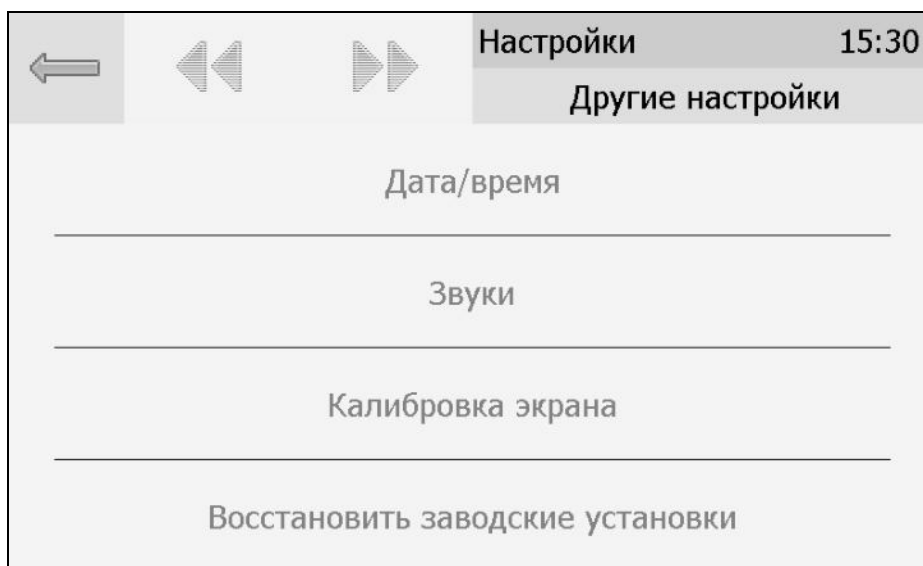 Настройки 15:30
Другие настройки
Дата/время
Звуки
Калибровка экрана
Восстановить заводские установки